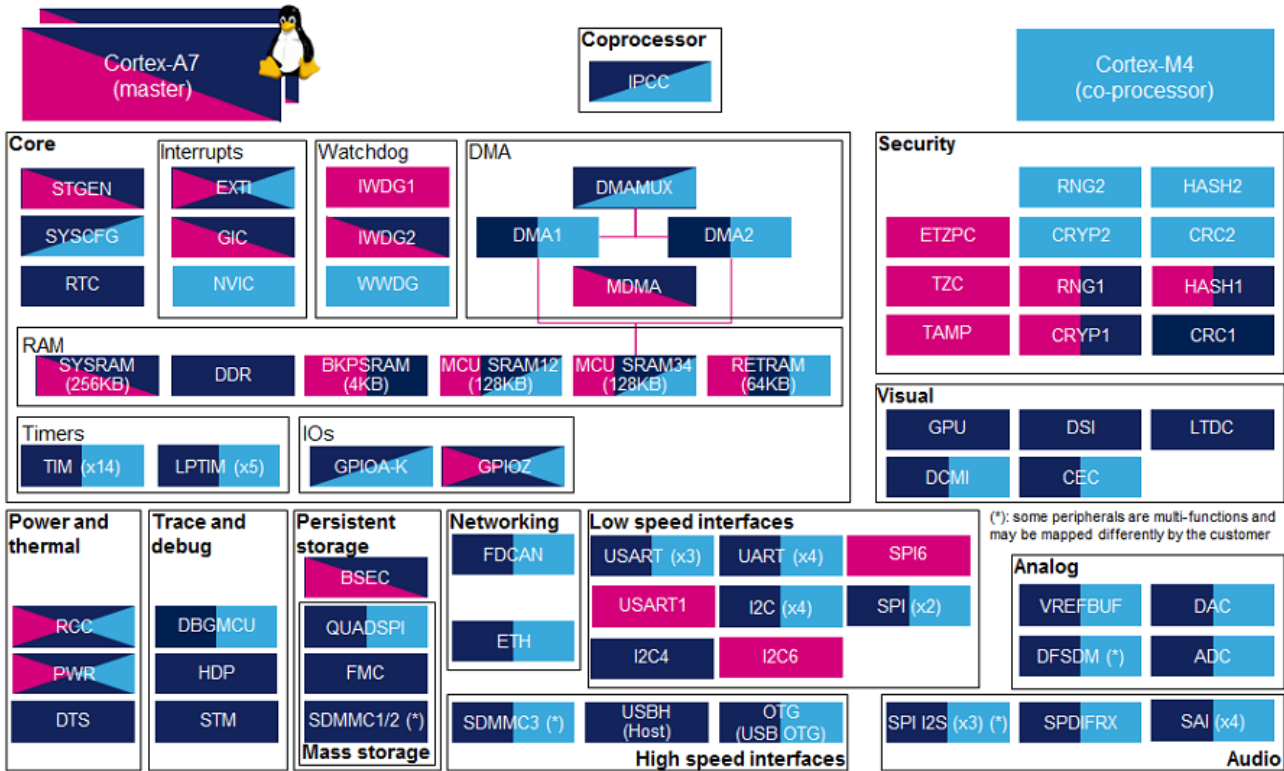 Cortex-A7
(master)
Coprocessor
IPCC
Cortex-M4
(co-processor)
Core
STGEN
SYSCFG
RTC
Interrupts
EXTI
GIC
NVIC
Watchdog
IWDG1
IWDG2
WWDG
DMA
DMAMUX
DMA1
DMA2
MDMA
RAM
SYSRAM
(256KB)
DDR
BKPSRAM
(4KB)
MCU SRAM12
(128KB)
MCU SRAM34
(128KB)
RETRAM
(64KB)
Timers
TIM (x14)
LPTIM (x5)
IOs
GPIOA-K
GPIOZ
Security
RNG2
HASH2
ETZPC
CRYP2
CRC2
TZC
RNG1
HASH1
TAMP
CRYP1
CRC1
Visual
GPU
DSI
LTDC
DCMI
CEC
Power and
thermal
RCC
PWR
DTS
Trace and
debug
DBGMCU
HDP
STM
Persistent
storage
BSEC
QUADSPI
FMC
SDMMC1/2 (*)
Mass storage
Networking
FDCAN
ETH
Low speed interfaces
USART (x3)
UART (x4)
SPI6
USART1
I2C (x4)
SPI (x2)
I2C4
I2C6
(*): some peripherals are multi-functions and
may be mapped differently by the customer
Analog
VREFBUF
DAC
DFSDM (*)
ADC
SDMMC3 (*)
USBH
(Host)
OTG
(USB OTG)
High speed interfaces
SPI I2S (x3) (*)
SPDIFRX
SAI (x4)
Audio